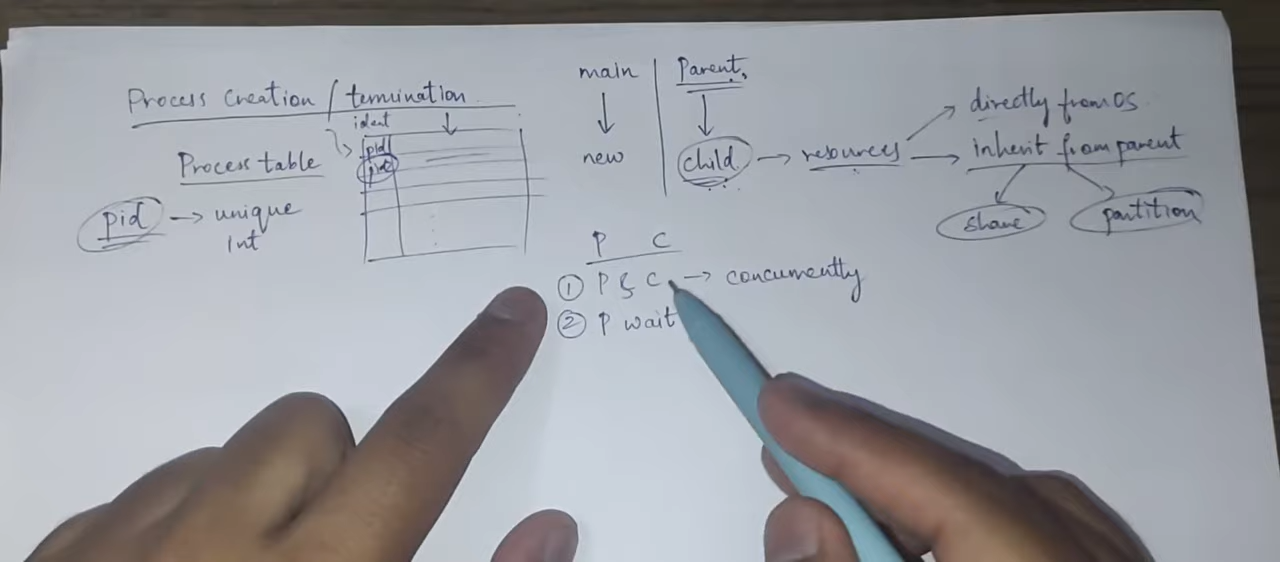 Process Creation / termination
ident
pid
pid
Process table
pid → unique
Int
main
↓
new
Parent,
↓
child → resources
→ directly from OS
→ inherit from parent
share
partition
P C
① P & C → concurrently
② P wait